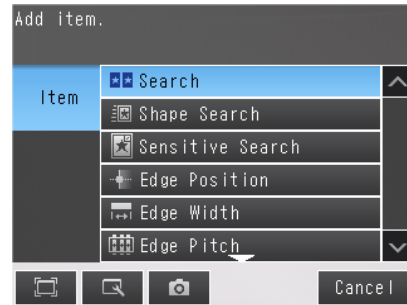 Add item.
Item
Search
Shape Search
Sensitive Search
Edge Position
Edge Width
Edge Pitch
Cancel